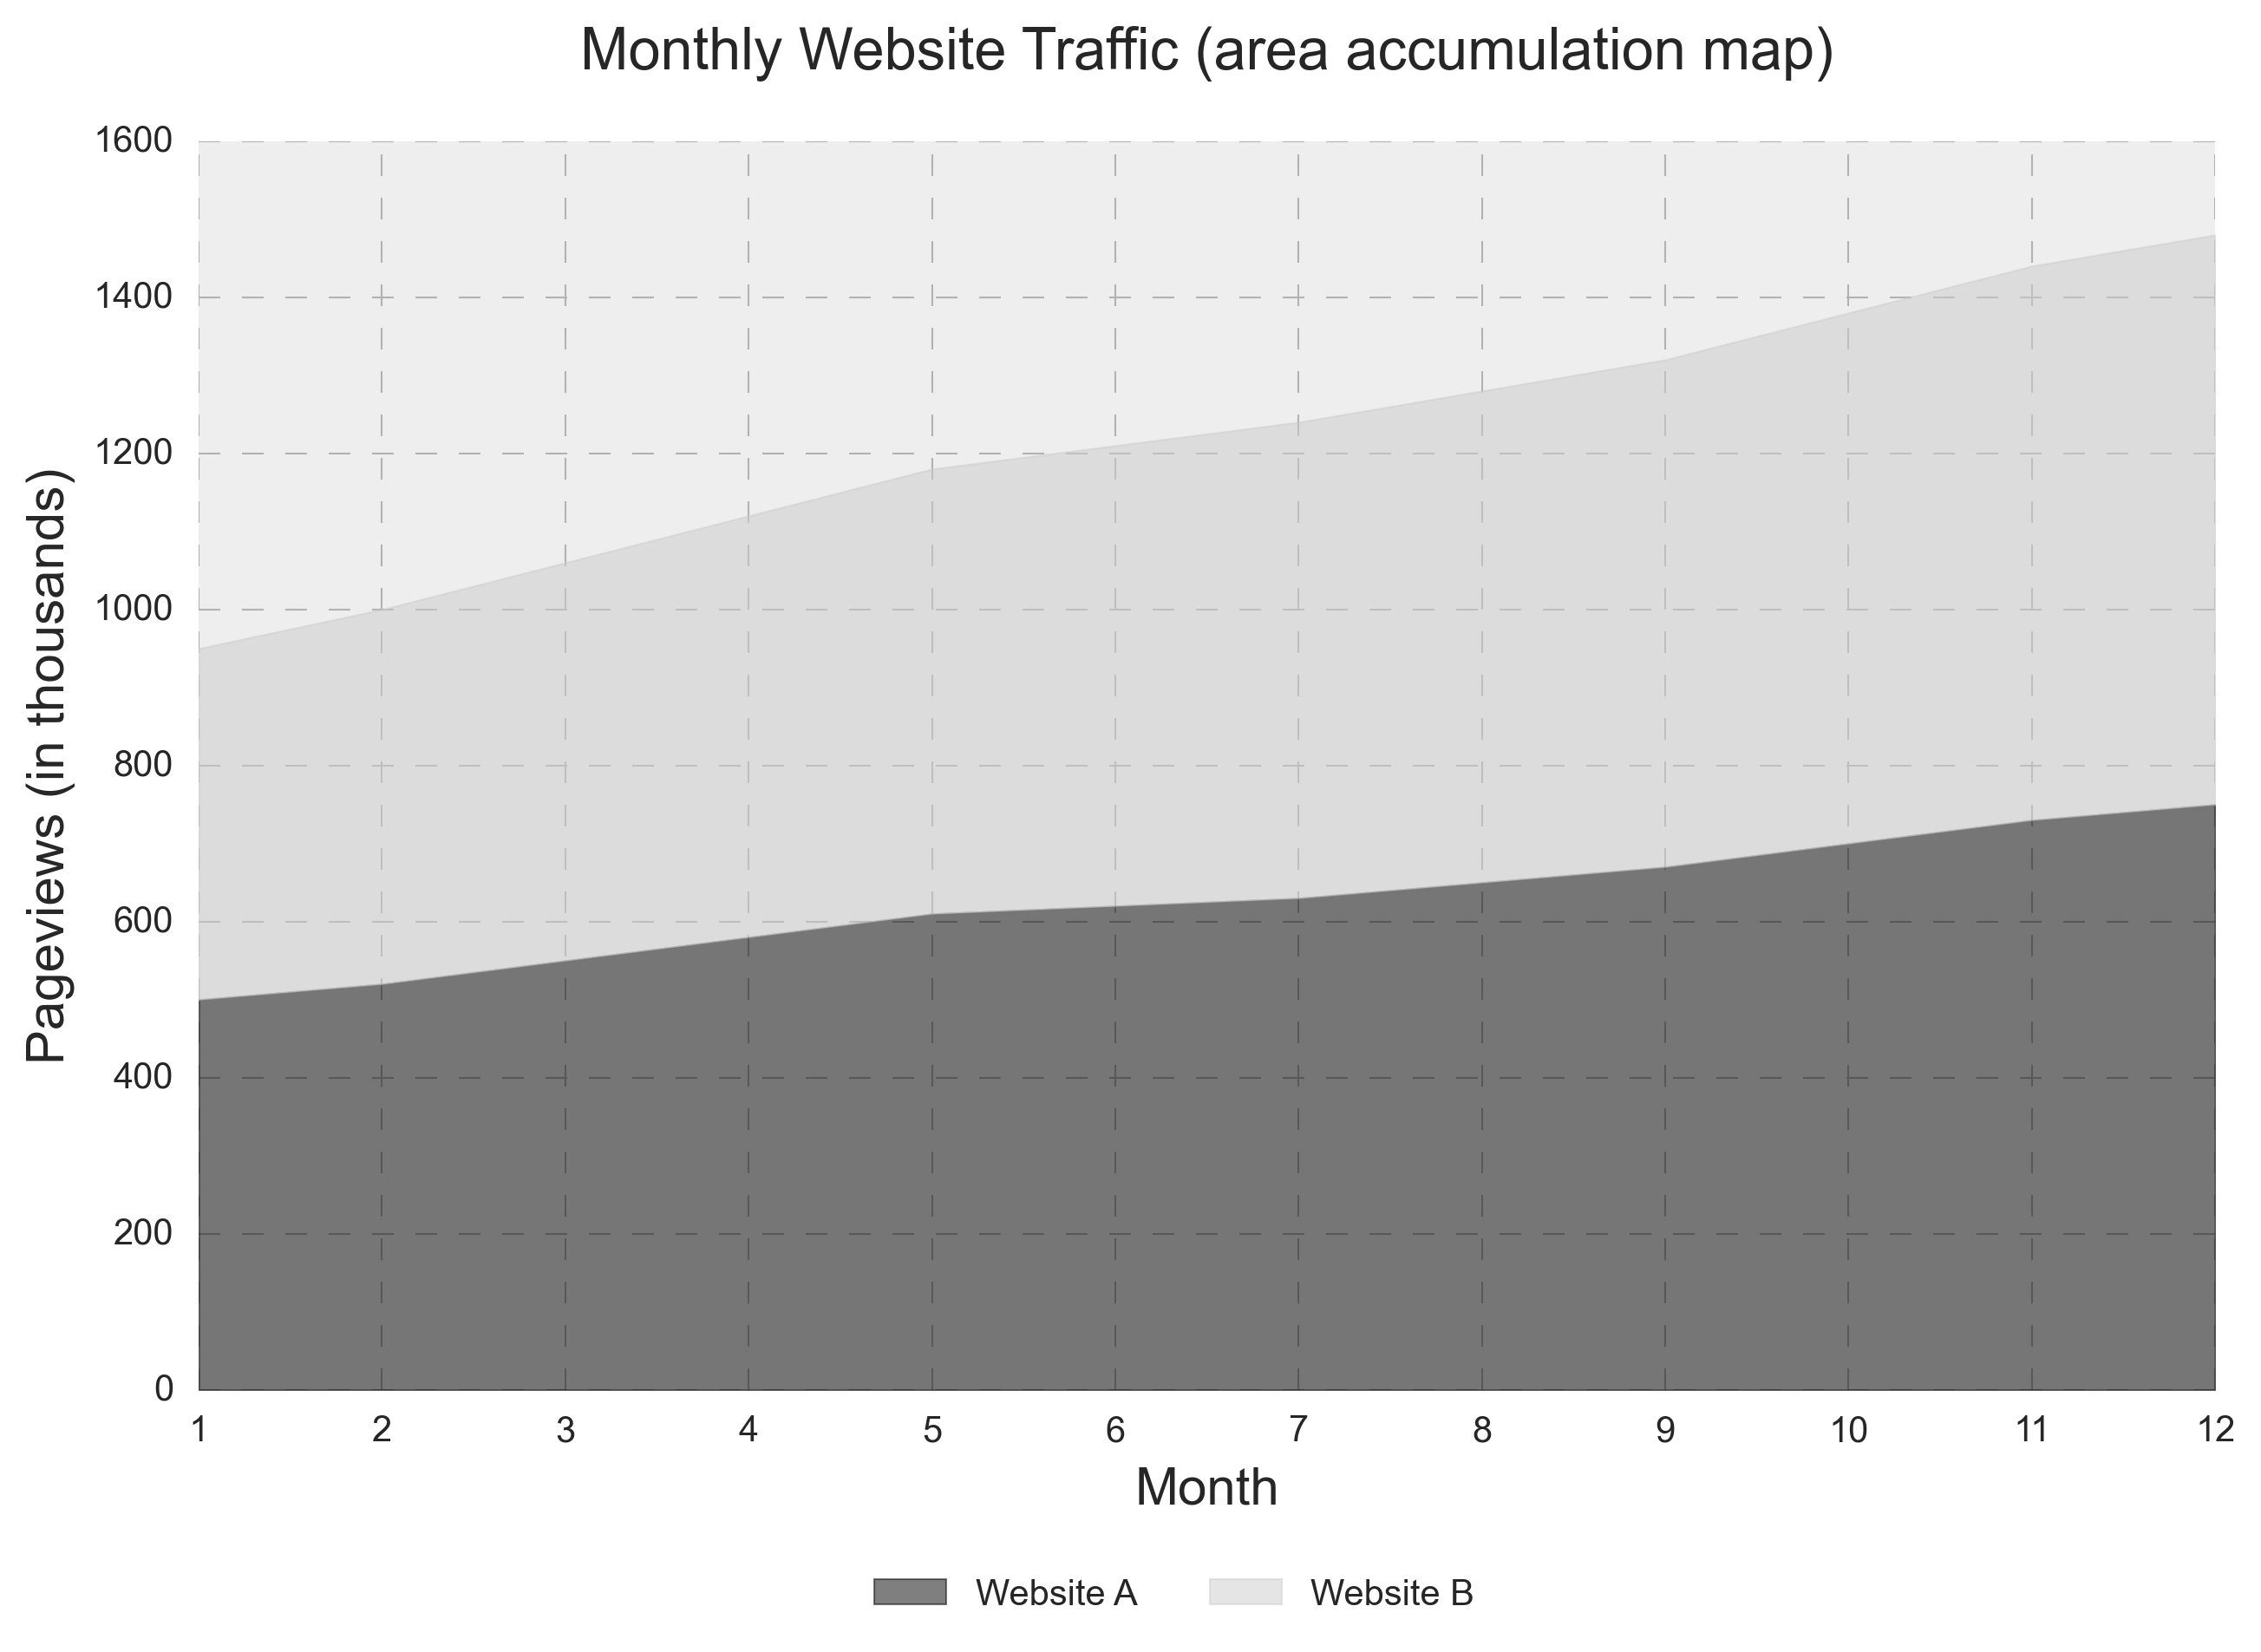 Monthly Website Traffic (area accumulation map)
Pageviews (in thousands)
1600
1400
1200
1000
800
600
400
200
0
1 2 3 4 5 6 7 8 9 10 11 12
Month
Website A Website B